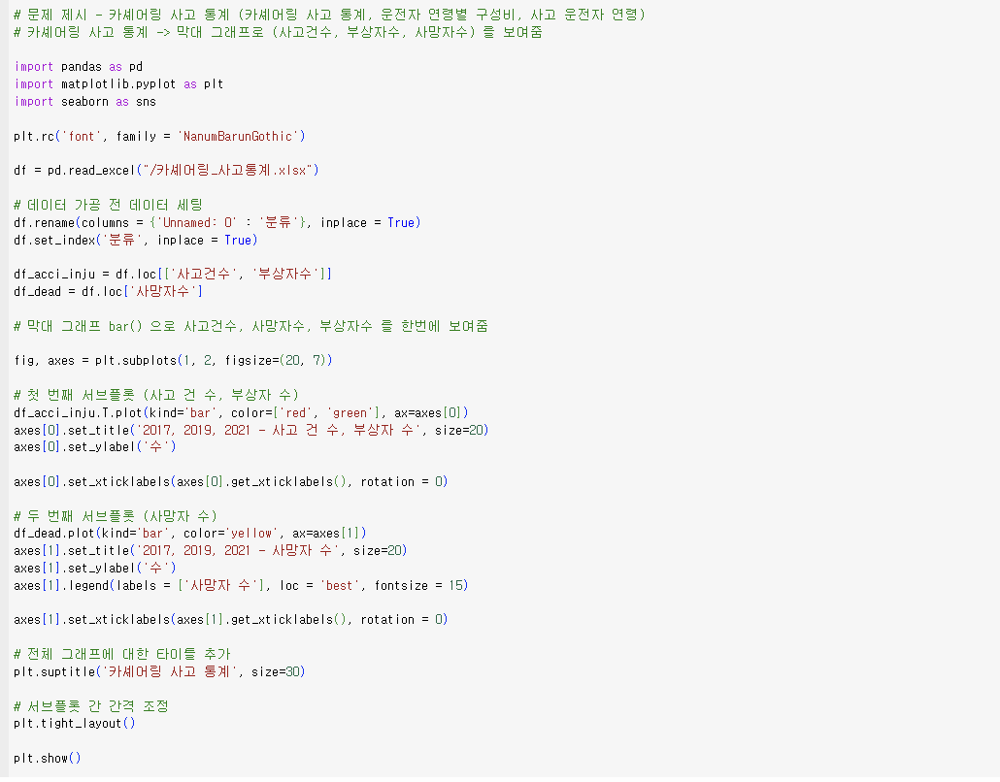 # 문제 제시 - 카셰어링 사고 통계 (카셰어링 사고 통계, 운전자 연령별 구성비, 사고 운전자 연령)
# 카셰어링 사고 통계 -> 막대 그래프로 (사고건수, 부상자수, 사망자수) 를 보여줌
import pandas as pd
import matplotlib.pyplot as plt
import seaborn as sns
plt.rc('font', family = 'NanumBarunGothic')
df = pd.read_excel("/카셰어링_사고통계.xlsx")
# 데이터 가공 전 데이터 세팅
df.rename(columns = {'Unnamed: 0' : '분류'}, inplace = True)
df.set_index('분류', inplace = True)
df_acci_inju = df.loc[['사고건수', '부상자수']]
df_dead = df.loc['사망자수']
# 막대 그래프 bar() 으로 사고건수, 사망자수, 부상자수 를 한번에 보여줌
fig, axes = plt.subplots(1, 2, figsize=(20, 7))
# 첫 번째 서브플롯 (사고 건 수, 부상자 수)
df_acci_inju.T.plot(kind='bar', color=['red', 'green'], ax=axes[0])
axes[0].set_title('2017, 2019, 2021 - 사고 건 수, 부상자 수', size=20)
axes[0].set_ylabel('수')
axes[0].set_xticklabels(axes[0].get_xticklabels(), rotation = 0)
# 두 번째 서브플롯 (사망자 수)
df_dead.plot(kind='bar', color='yellow', ax=axes[1])
axes[1].set_title('2017, 2019, 2021 - 사망자 수', size=20)
axes[1].set_ylabel('수')
axes[1].legend(labels = ['사망자 수'], loc = 'best', fontsize = 15)
axes[1].set_xticklabels(axes[1].get_xticklabels(), rotation = 0)
# 전체 그래프에 대한 타이틀 추가
plt.suptitle('카셰어링 사고 통계', size=30)
# 서브플롯 간 간격 조정
plt.tight_layout()
plt.show()